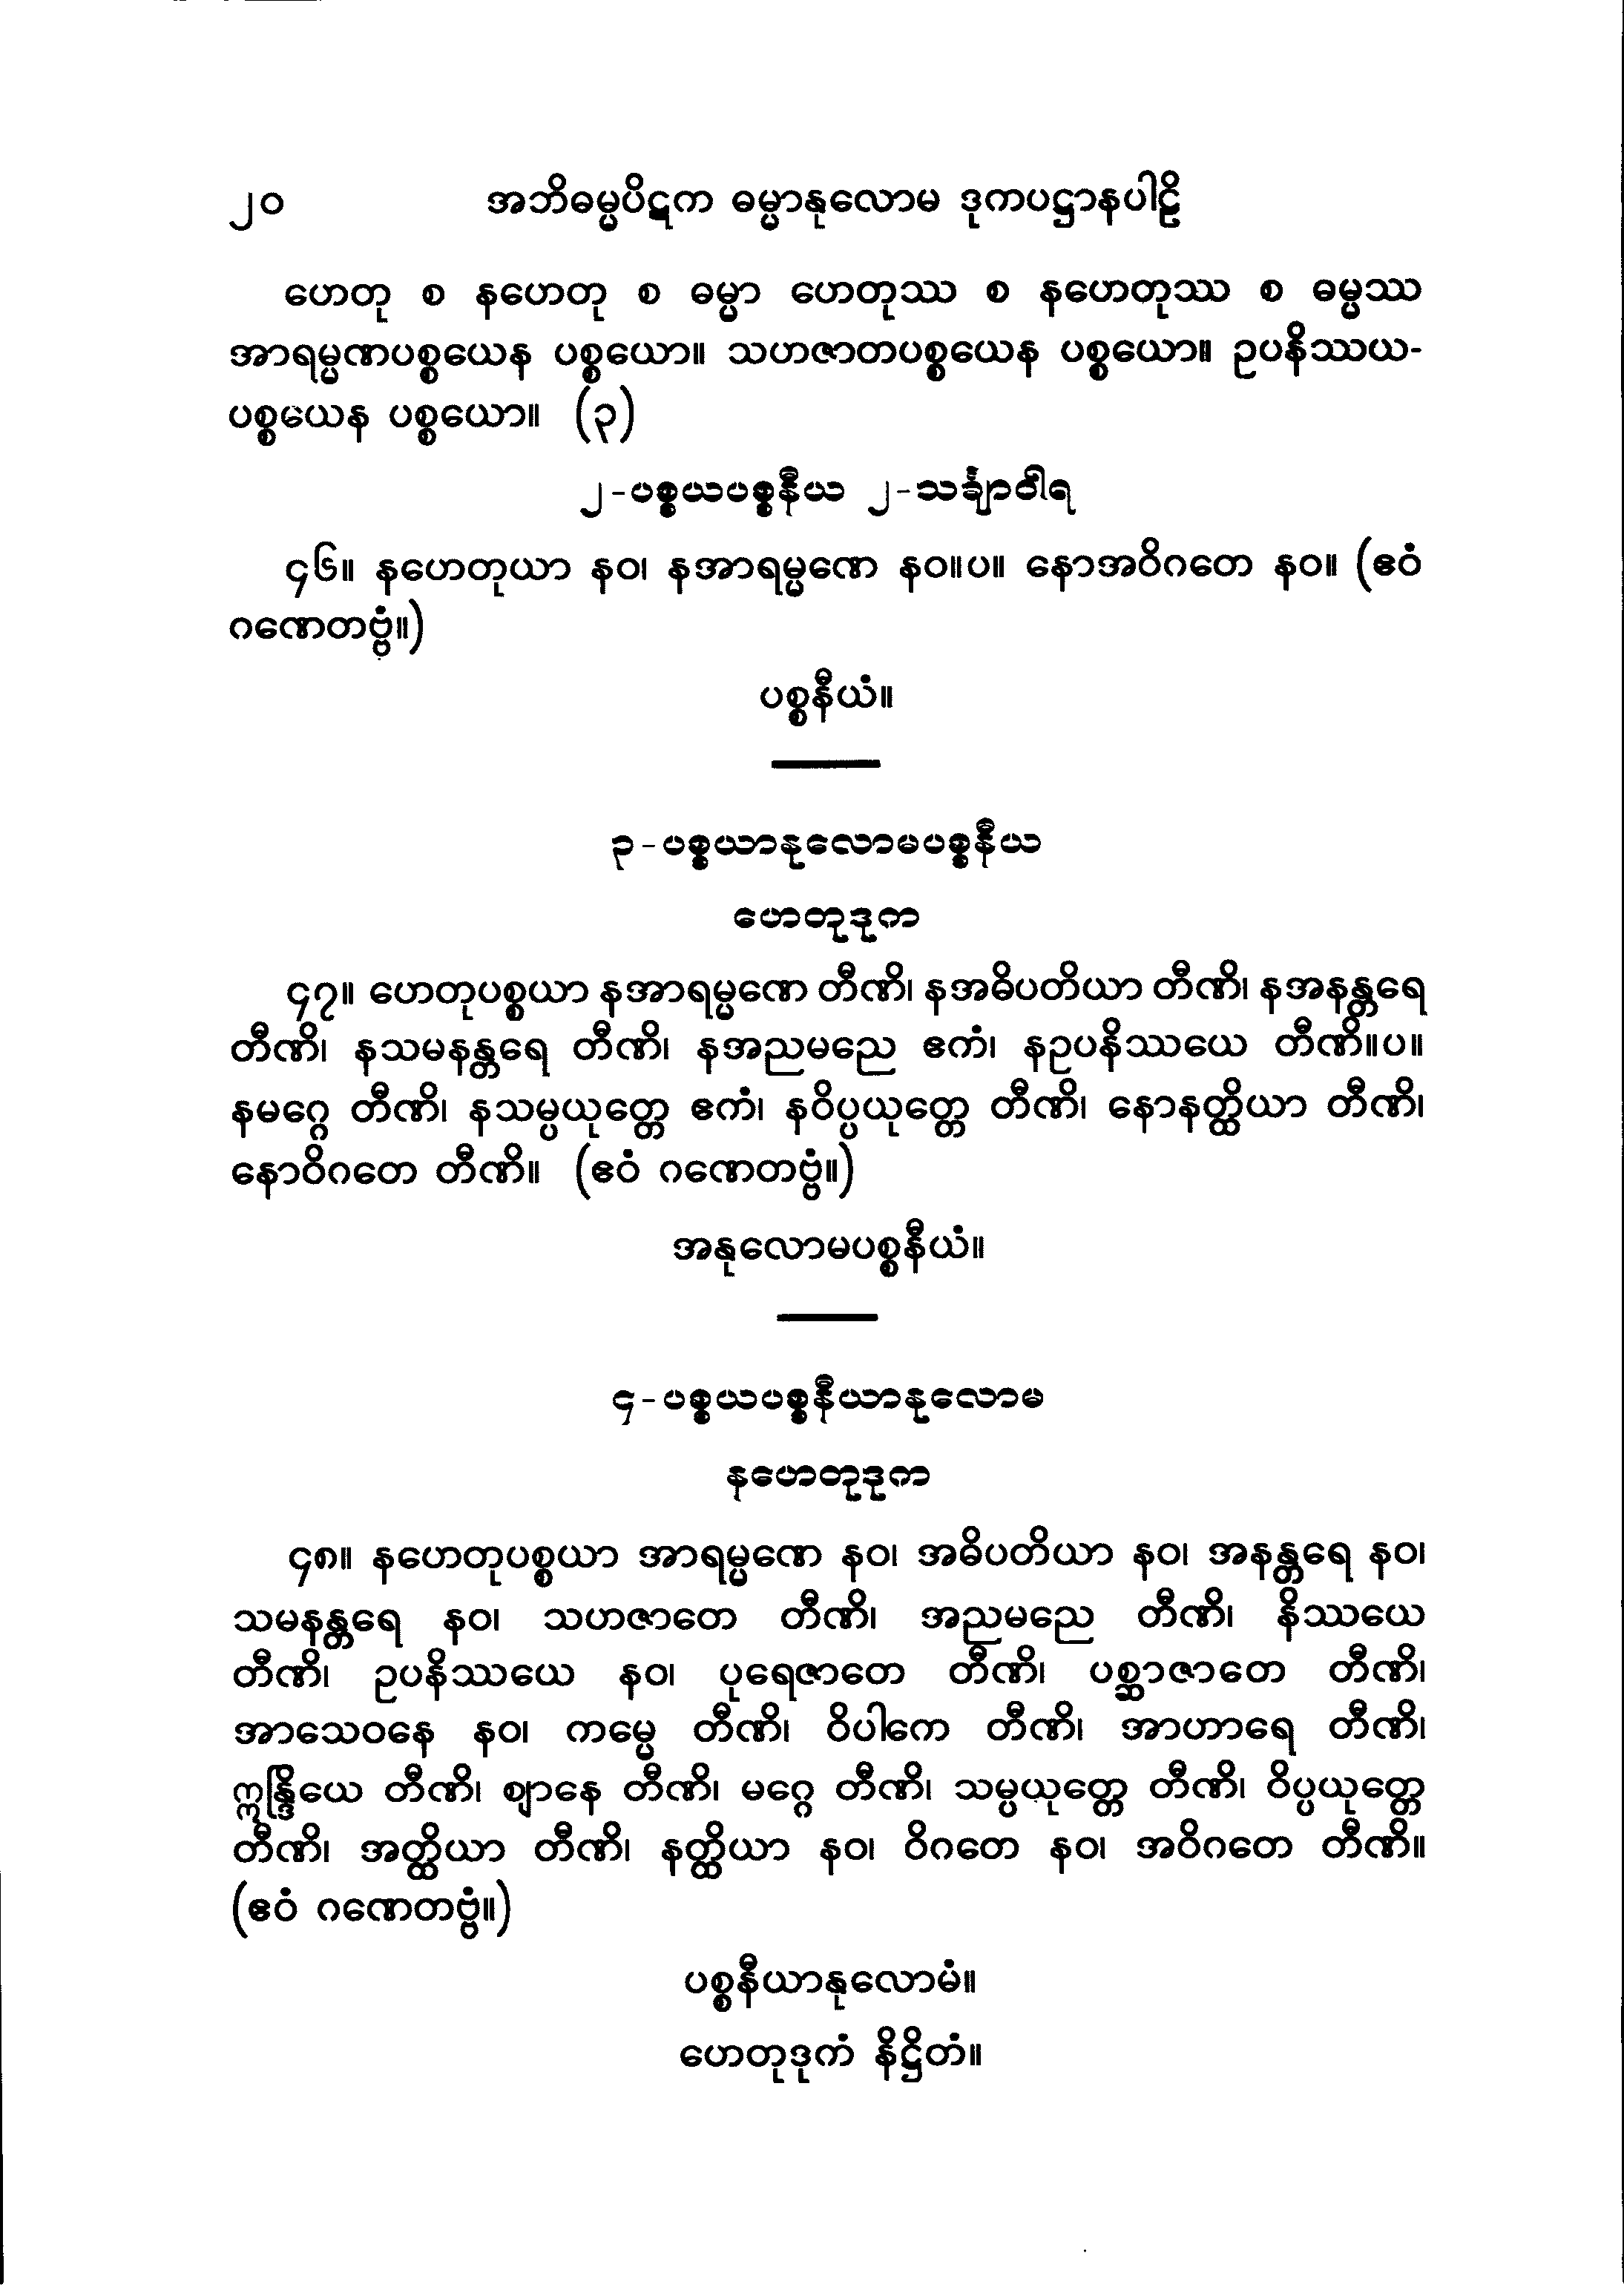 ၂၀ အဘိဓမ္မပိဋက ဓမ္မာနုလောမ ဒုကပဋ္ဌာနပါဠိ
ဟေတု စ နဟေတု စ ဓမ္မာ ဟေတုဿ စ နဟေတုဿ စ ဓမ္မဿ
အာရမ္မဏပစ္စယေန ပစ္စယော။ သဟဇာတပစ္စယေန ပစ္စယော။ ဥပနိဿယ-
ပစ္စယေန ပစ္စယော။ (၃)
၂-ပစ္စယပစ္စနီယ ၂-သင်္ချာဝါရ
၄၆။ နဟေတုယာ နဝ၊ နအာရမ္မဏေ နဝ။ပ။ နောအဝိဂတေ နဝ။ (ဧဝံ
ဂဏေတဗ္ဗံ။)
ပစ္စနီယံ။
၃-ပစ္စယာနုလောမပစ္စနီယ
ဟေတုဒုက
၄၇။ ဟေတုပစ္စယာ နအာရမ္မဏေ တီဏိ၊ နအဓိပတိယာ တီဏိ၊ နအနန္တရေ
တီဏိ၊ နသမနန္တရေ တီဏိ၊ နအညမညေ ဧကံ၊ နဥပနိဿယေ တီဏိ။ပ။
နမဂ္ဂေ တီဏိ၊ နသမ္ပယုတ္တေ ဧကံ၊ နဝိပ္ပယုတ္တေ တီဏိ၊ နောနတ္ထိယာ တီဏိ၊
နောဝိဂတေ တီဏိ။ (ဧဝံ ဂဏေတဗ္ဗံ။)
အနုလောမပစ္စနီယံ။
၄-ပစ္စယပစ္စနီယာနုလောမ
နဟေတုဒုက
၄၈။ နဟေတုပစ္စယာ အာရမ္မဏေ နဝ၊ အဓိပတိယာ နဝ၊ အနန္တရေ နဝ၊
သမနန္တရေ နဝ၊ သဟဇာတေ တီဏိ၊ အညမညေ တီဏိ၊ နိဿယေ
တီဏိ၊ ဥပနိဿယေ နဝ၊ ပုရေဇာတေ တီဏိ၊ ပစ္ဆာဇာတေ တီဏိ၊
အာသေဝနေ နဝ၊ ကမ္မေ တီဏိ၊ ဝိပါကေ တီဏိ၊ အာဟာရေ တီဏိ၊
ဣန္ဒြိယေ တီဏိ၊ ဈာနေ တီဏိ၊ မဂ္ဂေ တီဏိ၊ သမ္ပယုတ္တေ တီဏိ၊ ဝိပ္ပယုတ္တေ
တီဏိ၊ အတ္ထိယာ တီဏိ၊ နတ္ထိယာ နဝ၊ ဝိဂတေ နဝ၊ အဝိဂတေ တီဏိ။
(ဧဝံ ဂဏေတဗ္ဗံ။)
ပစ္စနီယာနုလောမံ။
ဟေတုဒုကံ နိဋ္ဌိတံ။